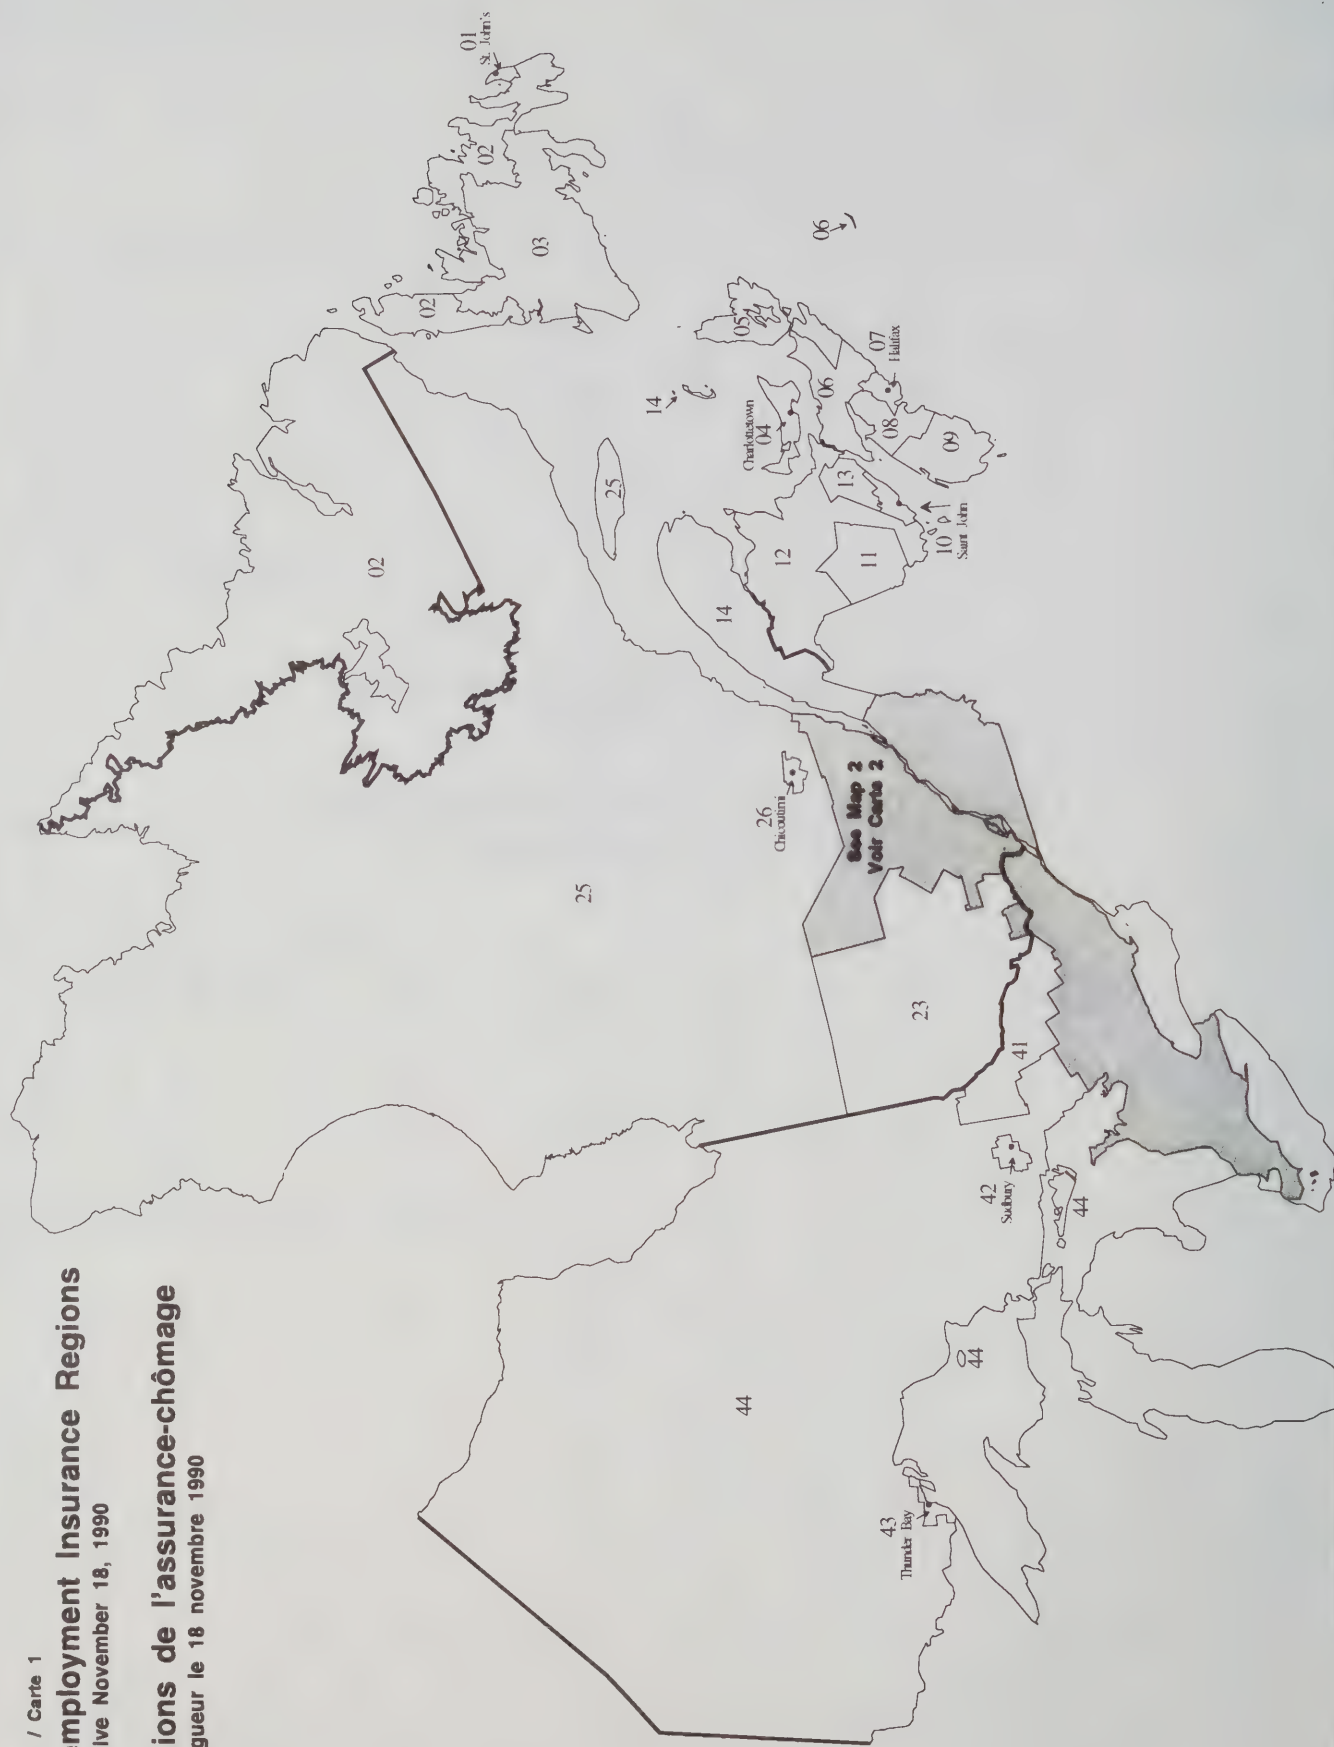 / Carte 1
employment Insurance Regions
ive November 18, 1990
ions de l'assurance-chômage
gueur le 18 novembre 1990
01
St. John's
02
02
03
02
06
05
14
07
Halifax
06
Charlottetown
04
08
09
25
13
10
Saint John
12
11
14
26
Chicoutimi
See Map 2
Voir Carte 2
25
23
41
42
Sudbury
44
44
44
43
Thunder Bay